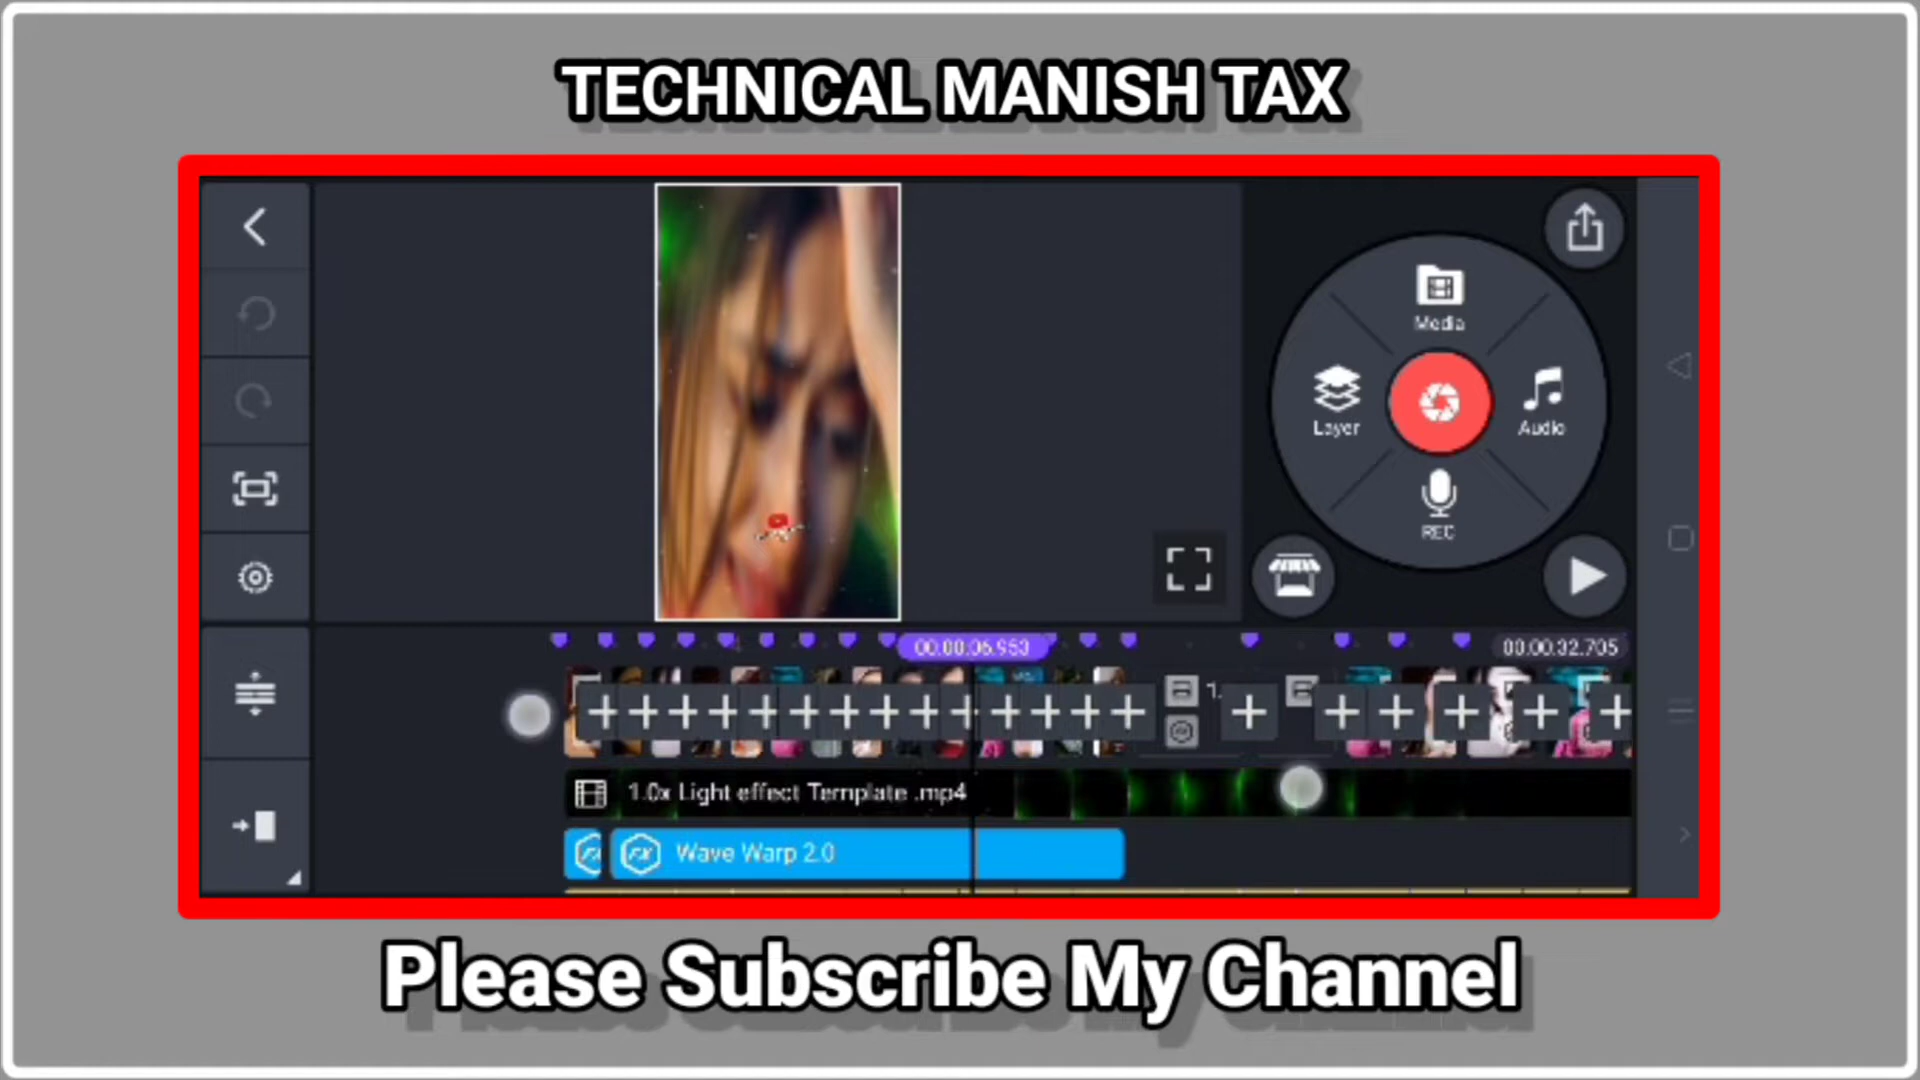 TECHNICAL MANISH TAX
Media
Layer
Audio
REC
00:00:06.953
00:00:32.705
1.
1.0x Light effect Template .mp4
Wave Warp 2.0
Please Subscribe My Channel